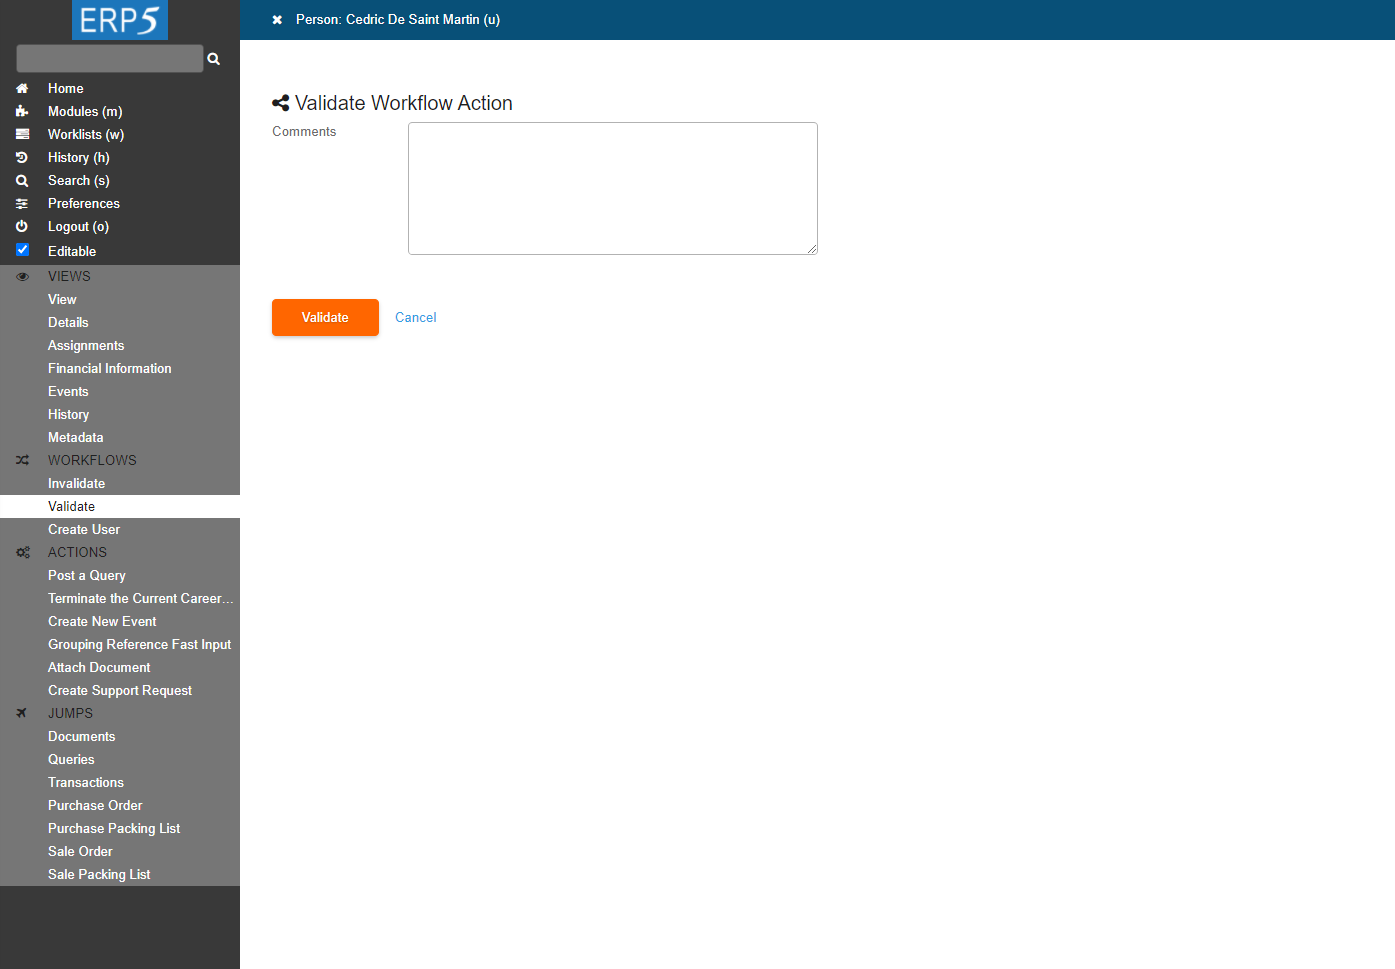 ERP5
Person: Cedric De Saint Martin (u)
Home
Modules (m)
Worklists (w)
History (h)
Search (s)
Preferences
Logout (o)
Editable
VIEWS
View
Details
Assignments
Financial Information
Events
History
Metadata
WORKFLOWS
Invalidate
Validate
Create User
ACTIONS
Post a Query
Terminate the Current Career...
Create New Event
Grouping Reference Fast Input
Attach Document
Create Support Request
JUMPS
Documents
Queries
Transactions
Purchase Order
Purchase Packing List
Sale Order
Sale Packing List
Validate Workflow Action
Comments
Validate Cancel